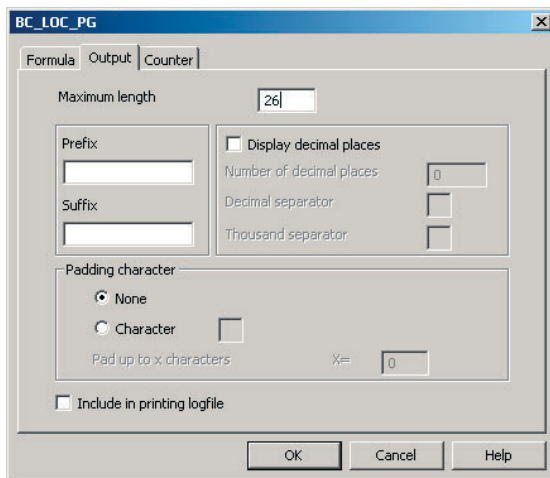 BC_LOC_PG
Formula Output Counter
Maximum length 26
Prefix
Suffix
Display decimal places
Number of decimal places 0
Decimal separator
Thousand separator
Padding character
None
Character
Pad up to x characters X= 0
Include in printing logfile
OK Cancel Help